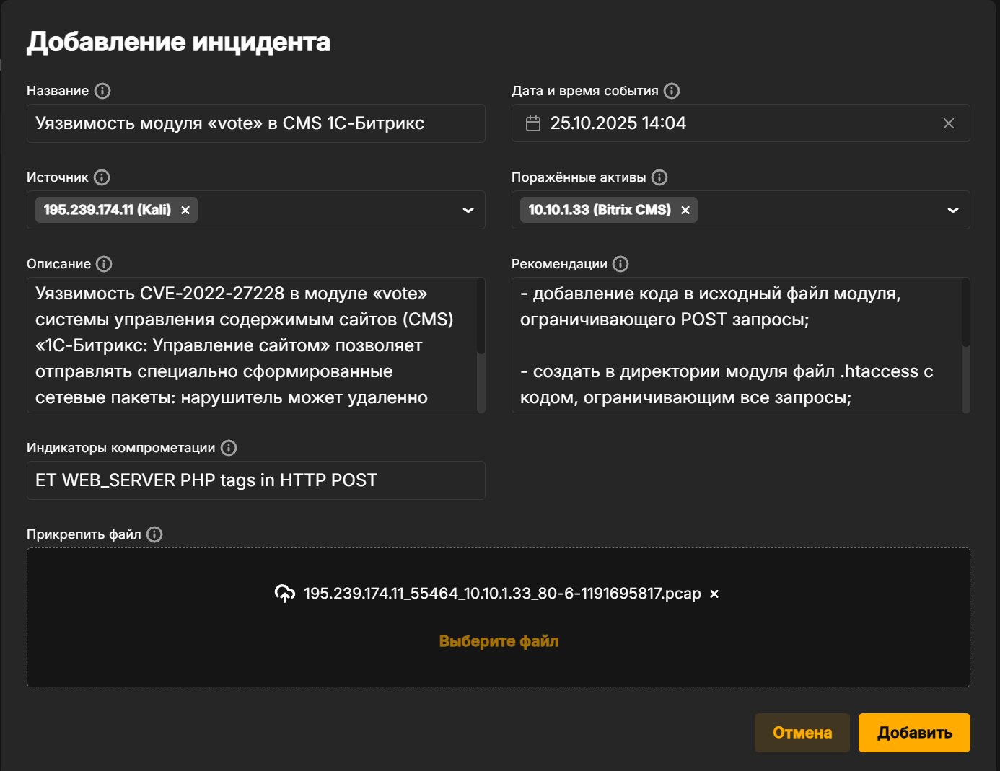 Добавление инцидента
Название
Дата и время события
Уязвимость модуля «vote» в CMS 1С-Битрикс
25.10.2025 14:04
Источник
Поражённые активы
195.239.174.11 (Kali)
10.10.1.33 (Bitrix CMS)
Описание
Уязвимость CVE-2022-27228 в модуле «vote»
системы управления содержимым сайтов (CMS)
«1С-Битрикс: Управление сайтом» позволяет
отправлять специально сформированные
сетевые пакеты: нарушитель может удаленно
Рекомендации
- добавление кода в исходный файл модуля,
ограничивающего POST запросы;
- создать в директории модуля файл .htaccess с
кодом, ограничивающим все запросы;
Индикаторы компрометации
ET WEB_SERVER PHP tags in HTTP POST
Прикрепить файл
195.239.174.11_55464_10.10.1.33_80-6-1191695817.pcap
Выберите файл
Отмена
Добавить